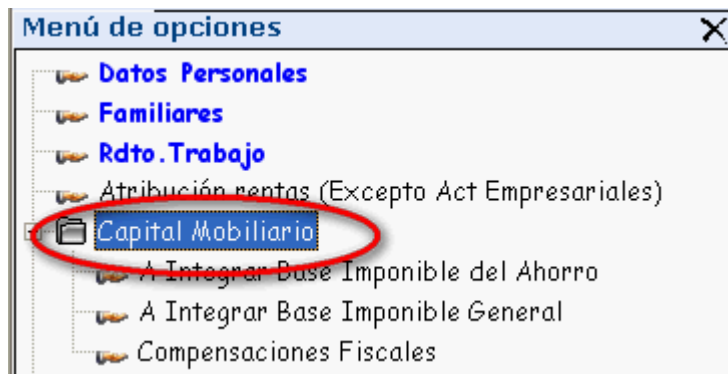 Menú de opciones
Datos Personales
Familiares
Rdto.Trabajo
Atribución rentas (Excepto Act Empresariales)
Capital Mobiliario
A Integrar Base Imponible del Ahorro
A Integrar Base Imponible General
Compensaciones Fiscales